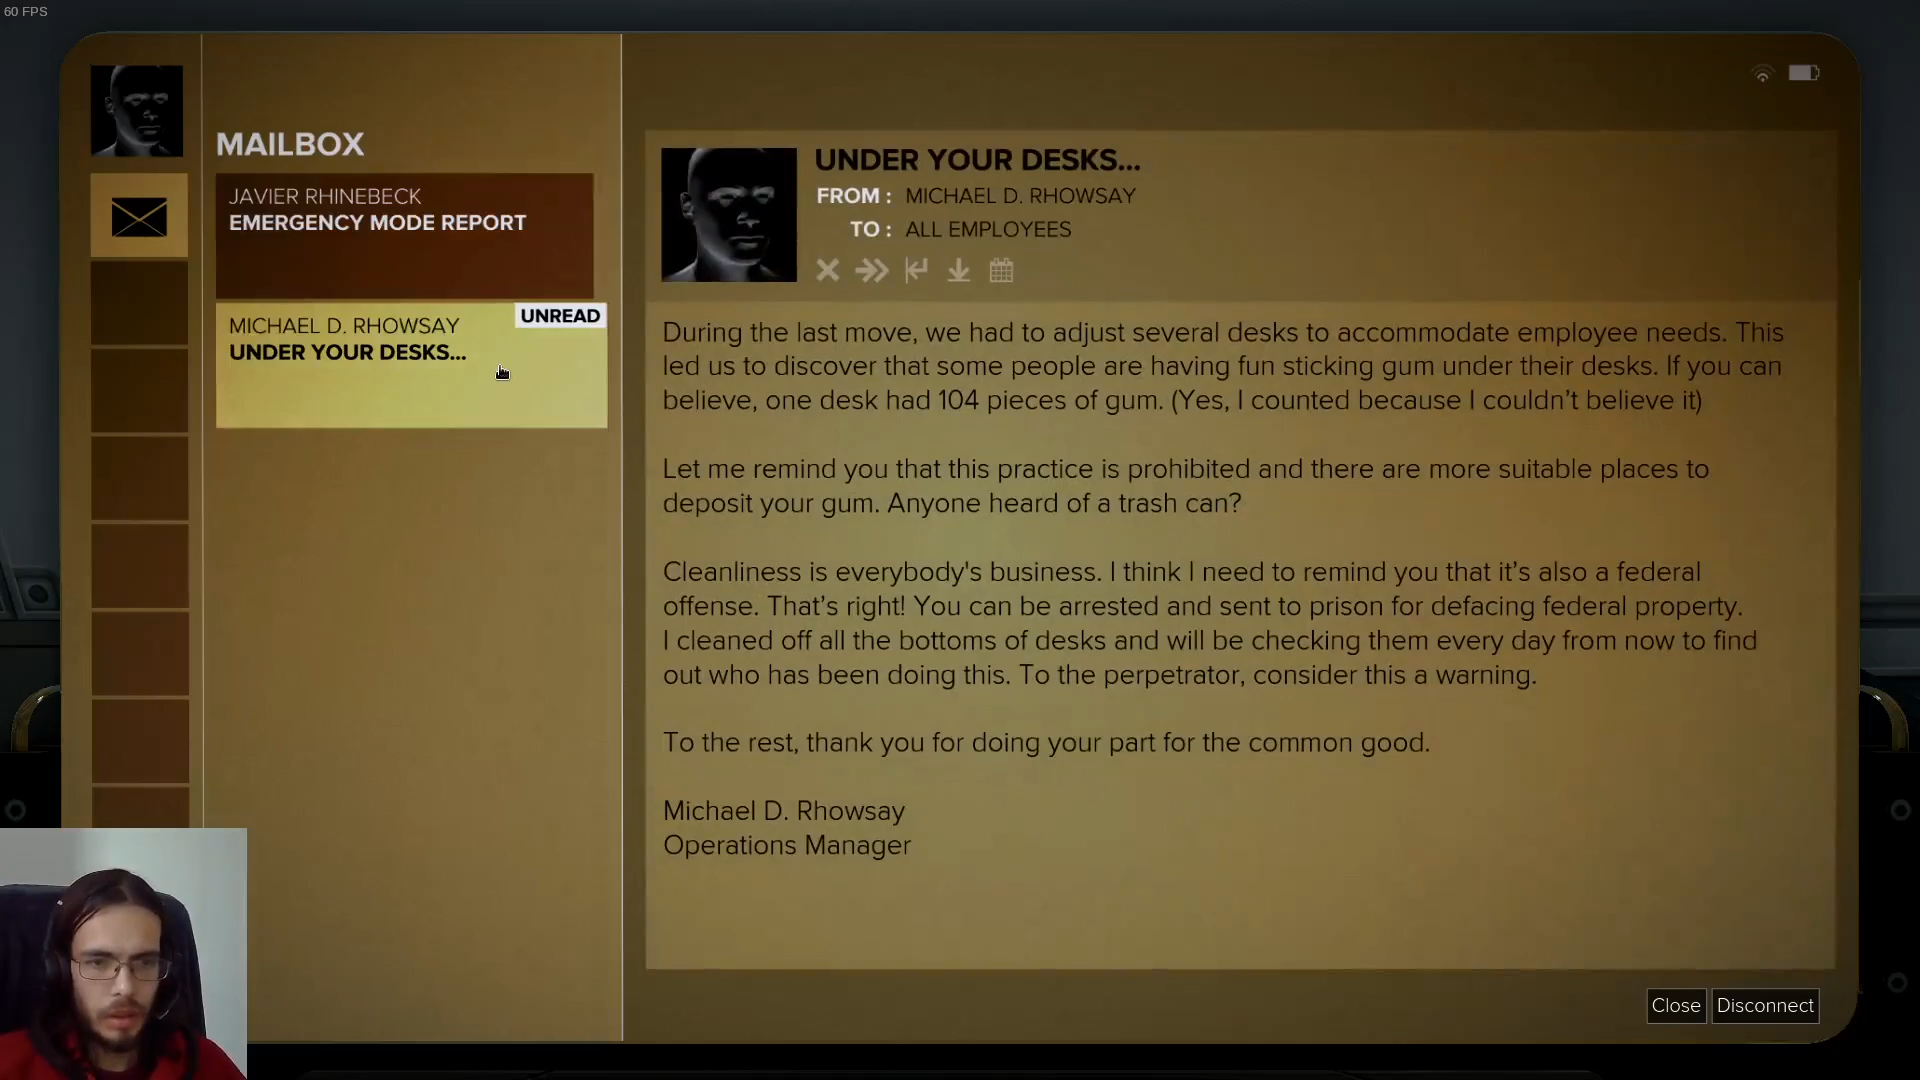 60 FPS
MAILBOX
JAVIER RHINEBECK
EMERGENCY MODE REPORT
UNREAD
MICHAEL D. RHOWSAY
UNDER YOUR DESKS...
UNDER YOUR DESKS...
FROM : MICHAEL D. RHOWSAY
TO : ALL EMPLOYEES
During the last move, we had to adjust several desks to accommodate employee needs. This
led us to discover that some people are having fun sticking gum under their desks. If you can
believe, one desk had 104 pieces of gum. (Yes, I counted because I couldn’t believe it)
Let me remind you that this practice is prohibited and there are more suitable places to
deposit your gum. Anyone heard of a trash can?
Cleanliness is everybody's business. I think I need to remind you that it’s also a federal
offense. That’s right! You can be arrested and sent to prison for defacing federal property.
I cleaned off all the bottoms of desks and will be checking them every day from now to find
out who has been doing this. To the perpetrator, consider this a warning.
To the rest, thank you for doing your part for the common good.
Michael D. Rhowsay
Operations Manager
Close Disconnect